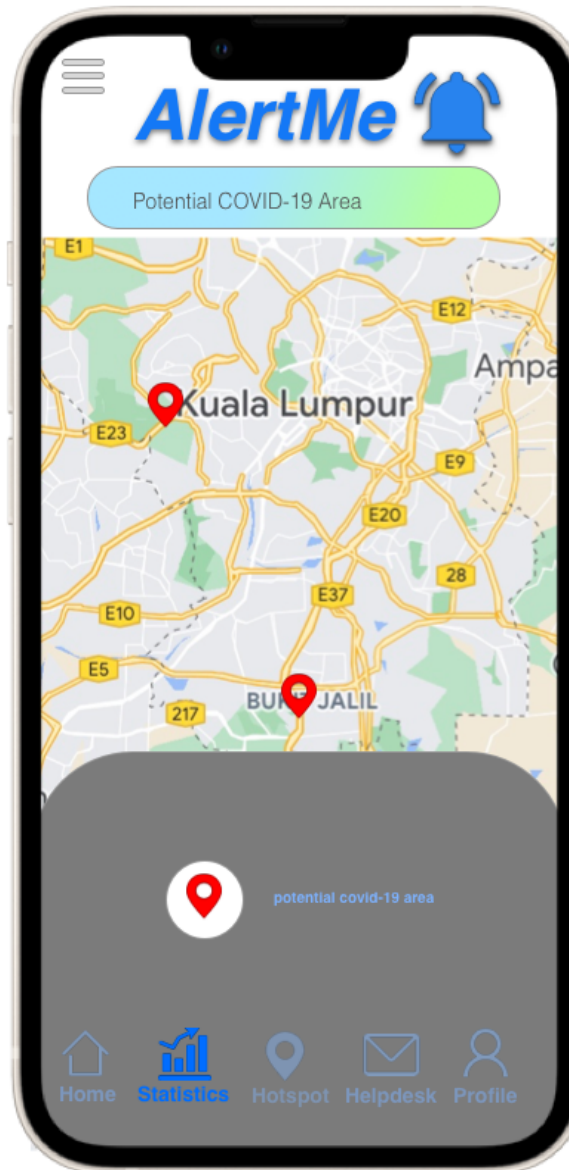 AlertMe
Potential COVID-19 Area
E1
E12
Ampa
Kuala Lumpur
E23
E9
E20
28
E37
E10
E5
BUKIT JALIL
217
potential covid-19 area
Home Statistics Hotspot Helpdesk Profile